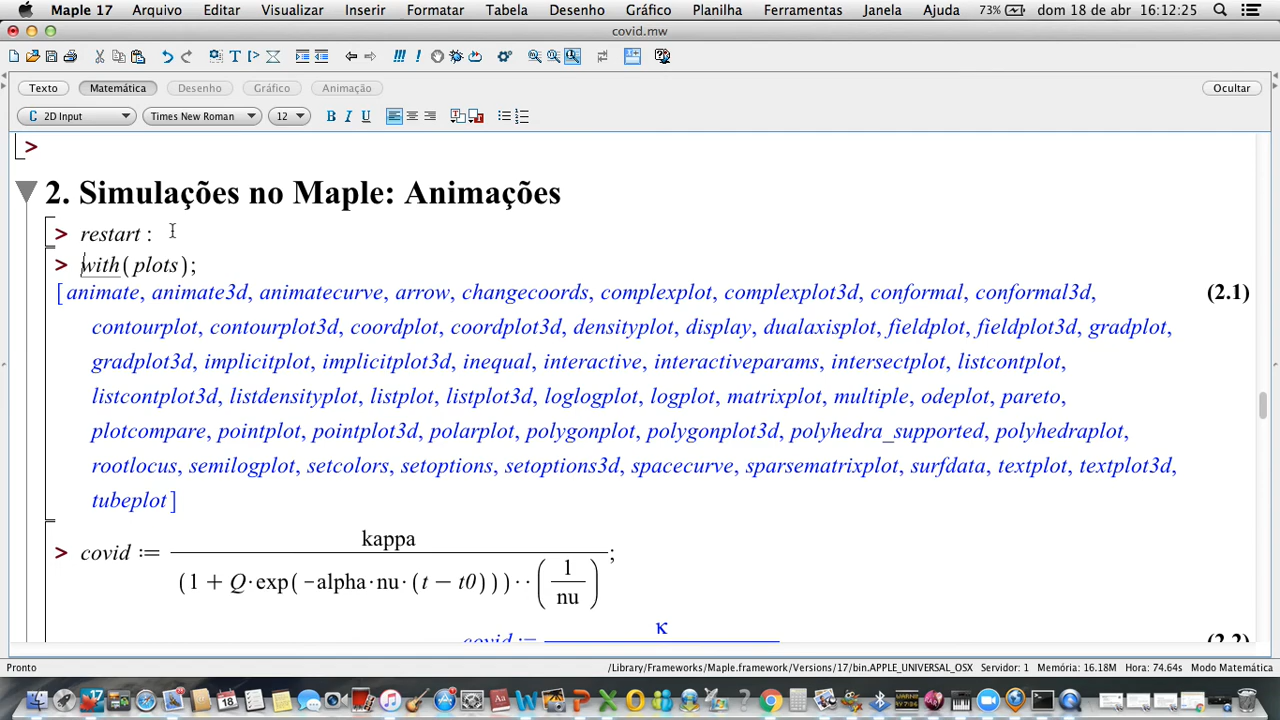 Maple 17 Arquivo Editar Visualizar Inserir Formatar Tabela Desenho Gráfico Planilha Ferramentas Janela Ajuda 73% dom 18 de abr 16:12:25
covid.mw
Texto Matemática Desenho Gráfico Animação Ocultar
C 2D Input Times New Roman 12 B I U
>
2. Simulações no Maple: Animações
> restart :
> with(plots);
[animate, animate3d, animatecurve, arrow, changecoords, complexplot, complexplot3d, conformal, conformal3d, (2.1)
contourplot, contourplot3d, coordplot, coordplot3d, densityplot, display, dualaxisplot, fieldplot, fieldplot3d, gradplot,
gradplot3d, implicitplot, implicitplot3d, inequal, interactive, interactiveparams, intersectplot, listcontplot,
listcontplot3d, listdensityplot, listplot, listplot3d, loglogplot, logplot, matrixplot, multiple, odeplot, pareto,
plotcompare, pointplot, pointplot3d, polarplot, polygonplot, polygonplot3d, polyhedra_supported, polyhedraplot,
rootlocus, semilogplot, setcolors, setoptions, setoptions3d, spacecurve, sparsematrixplot, surfdata, textplot, textplot3d,
tubeplot]
kappa
> covid := ;
(1 + Q·exp(−alpha·nu·(t − t0)))··(1/nu)
κ
covid := (2.2)
Pronto /Library/Frameworks/Maple.framework/Versions/17/bin.APPLE_UNIVERSAL_OSX Servidor: 1 Memória: 16.18M Hora: 74.64s Modo Matemática